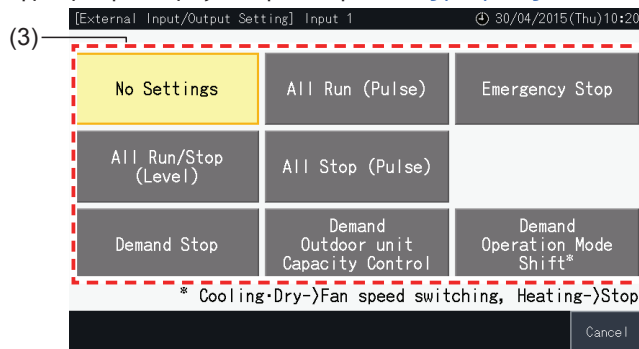 [External Input/Output Setting] Input 1 30/04/2015(Thu)10:20
(3)
No Settings
All Run (Pulse)
Emergency Stop
All Run/Stop
(Level)
All Stop (Pulse)
Demand Stop
Demand
Outdoor unit
Capacity Control
Demand
Operation Mode
Shift*
* Cooling·Dry->Fan speed switching, Heating->Stop
Cancel